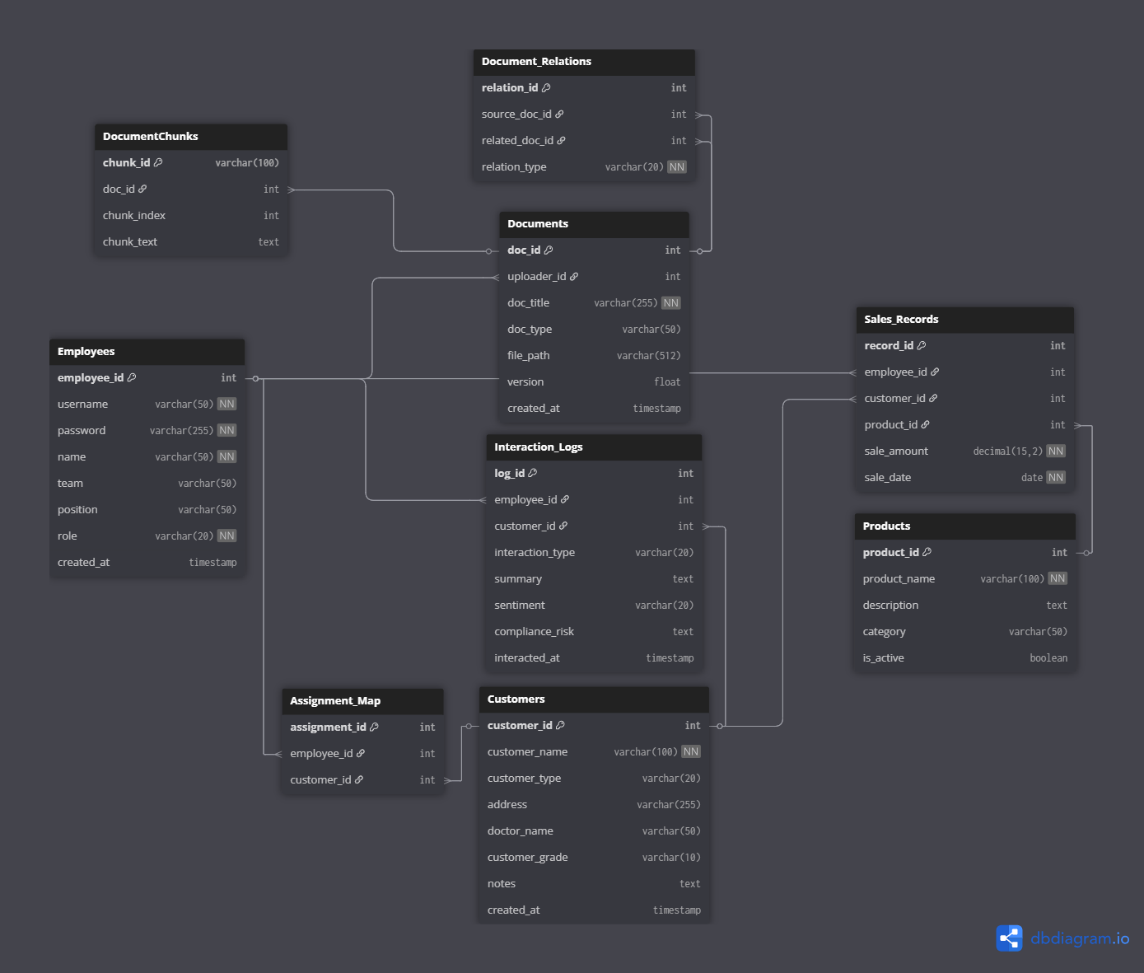 Document_Relations
relation_id int
source_doc_id int
related_doc_id int
relation_type varchar(20) NN
DocumentChunks
chunk_id varchar(100)
doc_id int
chunk_index int
chunk_text text
Documents
doc_id int
uploader_id int
doc_title varchar(255) NN
doc_type varchar(50)
file_path varchar(512)
version float
created_at timestamp
Employees
employee_id int
username varchar(50) NN
password varchar(255) NN
name varchar(50) NN
team varchar(50)
position varchar(50)
role varchar(20) NN
created_at timestamp
Sales_Records
record_id int
employee_id int
customer_id int
product_id int
sale_amount decimal(15,2) NN
sale_date date NN
Interaction_Logs
log_id int
employee_id int
customer_id int
interaction_type varchar(20)
summary text
sentiment varchar(20)
compliance_risk text
interacted_at timestamp
Products
product_id int
product_name varchar(100) NN
description text
category varchar(50)
is_active boolean
Assignment_Map
assignment_id int
employee_id int
customer_id int
Customers
customer_id int
customer_name varchar(100) NN
customer_type varchar(20)
address varchar(255)
doctor_name varchar(50)
customer_grade varchar(10)
notes text
created_at timestamp
dbdiagram.io